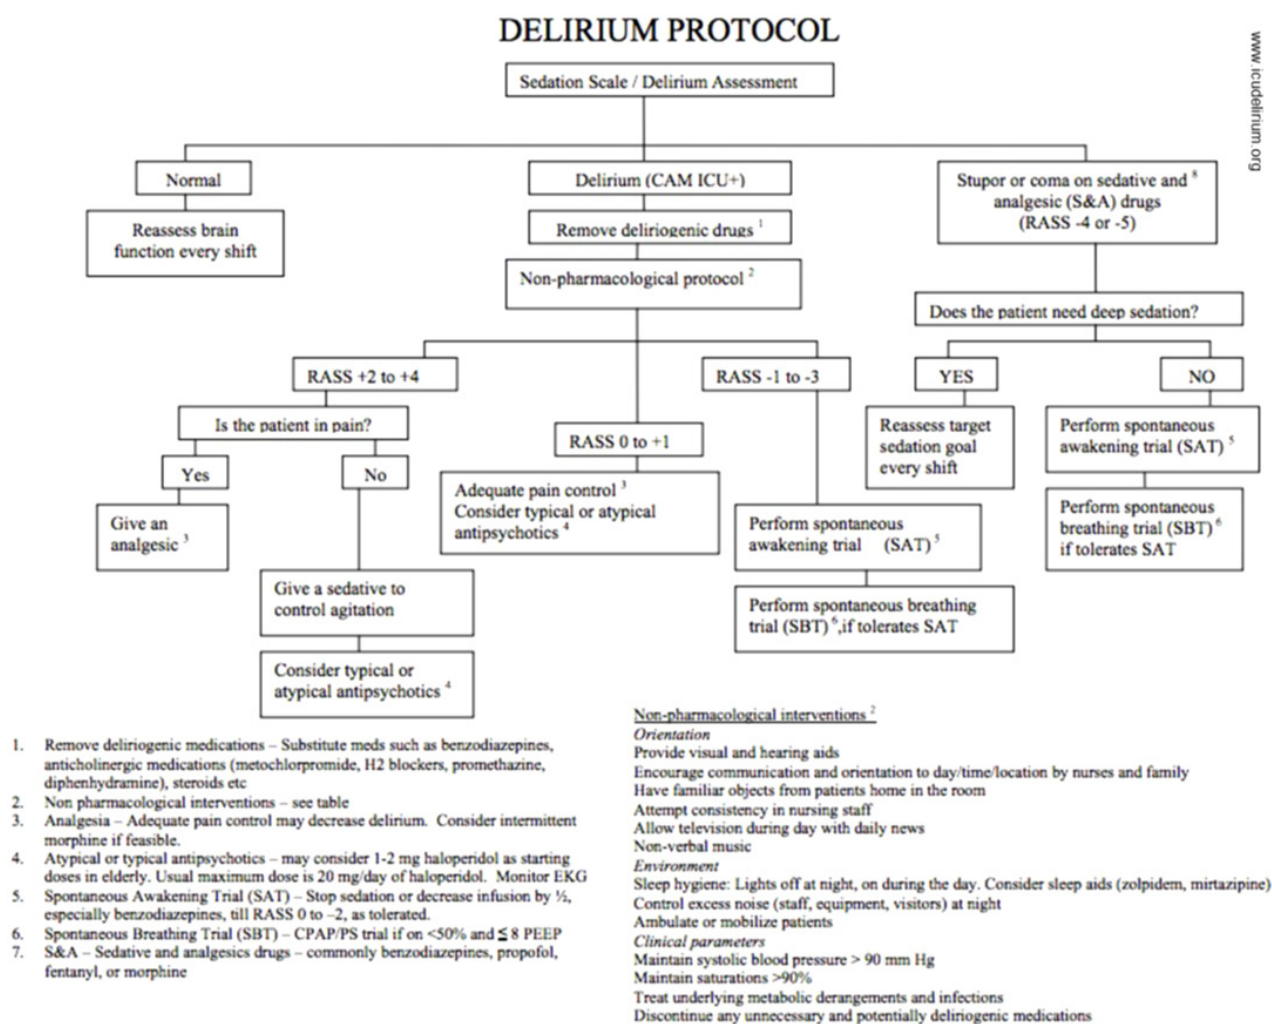 DELIRIUM PROTOCOL
www.icudelirium.org
Sedation Scale / Delirium Assessment
Normal
Reassess brain
function every shift
Delirium (CAM ICU+)
Remove deliriogenic drugs 1
Non-pharmacological protocol 2
Stupor or coma on sedative and 8
analgesic (S&A) drugs
(RASS -4 or -5)
Does the patient need deep sedation?
RASS +2 to +4
RASS -1 to -3
YES
NO
Is the patient in pain?
RASS 0 to +1
Reassess target
sedation goal
every shift
Perform spontaneous
awakening trial (SAT) 5
Yes
No
Adequate pain control 3
Consider typical or atypical
antipsychotics 4
Perform spontaneous
breathing trial (SBT) 6
if tolerates SAT
Give an
analgesic 3
Perform spontaneous
awakening trial (SAT) 5
Give a sedative to
control agitation
Perform spontaneous breathing
trial (SBT) 6,if tolerates SAT
Consider typical or
atypical antipsychotics 4
1. Remove deliriogenic medications – Substitute meds such as benzodiazepines,
anticholinergic medications (metochlorpromide, H2 blockers, promethazine,
diphenhydramine), steroids etc
2. Non pharmacological interventions – see table
3. Analgesia – Adequate pain control may decrease delirium. Consider intermittent
morphine if feasible.
4. Atypical or typical antipsychotics – may consider 1-2 mg haloperidol as starting
doses in elderly. Usual maximum dose is 20 mg/day of haloperidol. Monitor EKG
5. Spontaneous Awakening Trial (SAT) – Stop sedation or decrease infusion by ½,
especially benzodiazepines, till RASS 0 to –2, as tolerated.
6. Spontaneous Breathing Trial (SBT) – CPAP/PS trial if on <50% and ≤ 8 PEEP
7. S&A – Sedative and analgesics drugs – commonly benzodiazepines, propofol,
fentanyl, or morphine
Non-pharmacological interventions 2
Orientation
Provide visual and hearing aids
Encourage communication and orientation to day/time/location by nurses and family
Have familiar objects from patients home in the room
Attempt consistency in nursing staff
Allow television during day with daily news
Non-verbal music
Environment
Sleep hygiene: Lights off at night, on during the day. Consider sleep aids (zolpidem, mirtazipine)
Control excess noise (staff, equipment, visitors) at night
Ambulate or mobilize patients
Clinical parameters
Maintain systolic blood pressure > 90 mm Hg
Maintain saturations >90%
Treat underlying metabolic derangements and infections
Discontinue any unnecessary and potentially deliriogenic medications